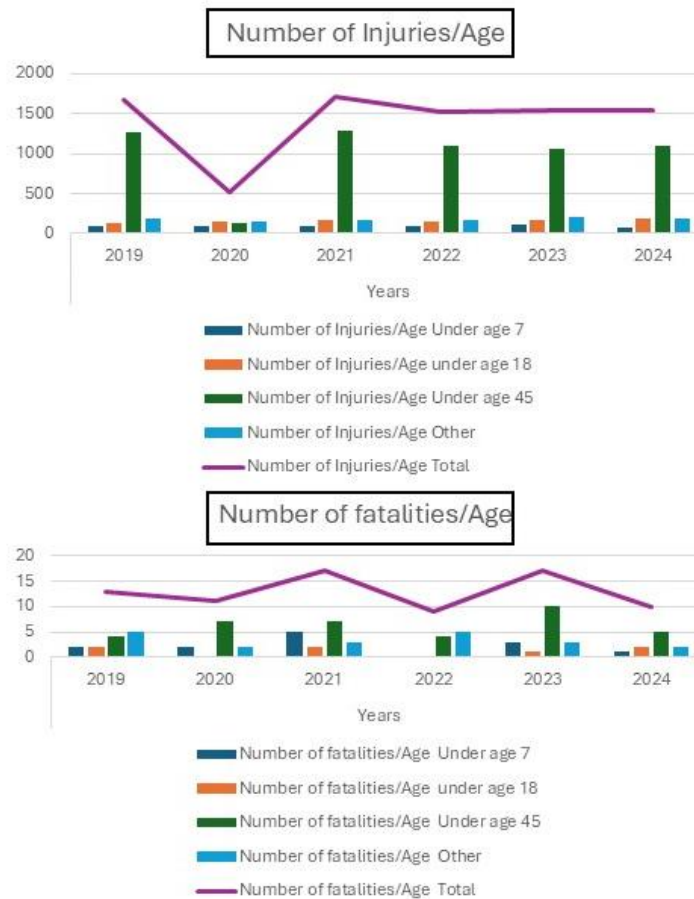 Number of Injuries/Age
2000
1500
1000
500
0
2019 2020 2021 2022 2023 2024
Years
Number of Injuries/Age Under age 7
Number of Injuries/Age under age 18
Number of Injuries/Age Under age 45
Number of Injuries/Age Other
Number of Injuries/Age Total
Number of fatalities/Age
20
15
10
5
0
2019 2020 2021 2022 2023 2024
Years
Number of fatalities/Age Under age 7
Number of fatalities/Age under age 18
Number of fatalities/Age Under age 45
Number of fatalities/Age Other
Number of fatalities/Age Total